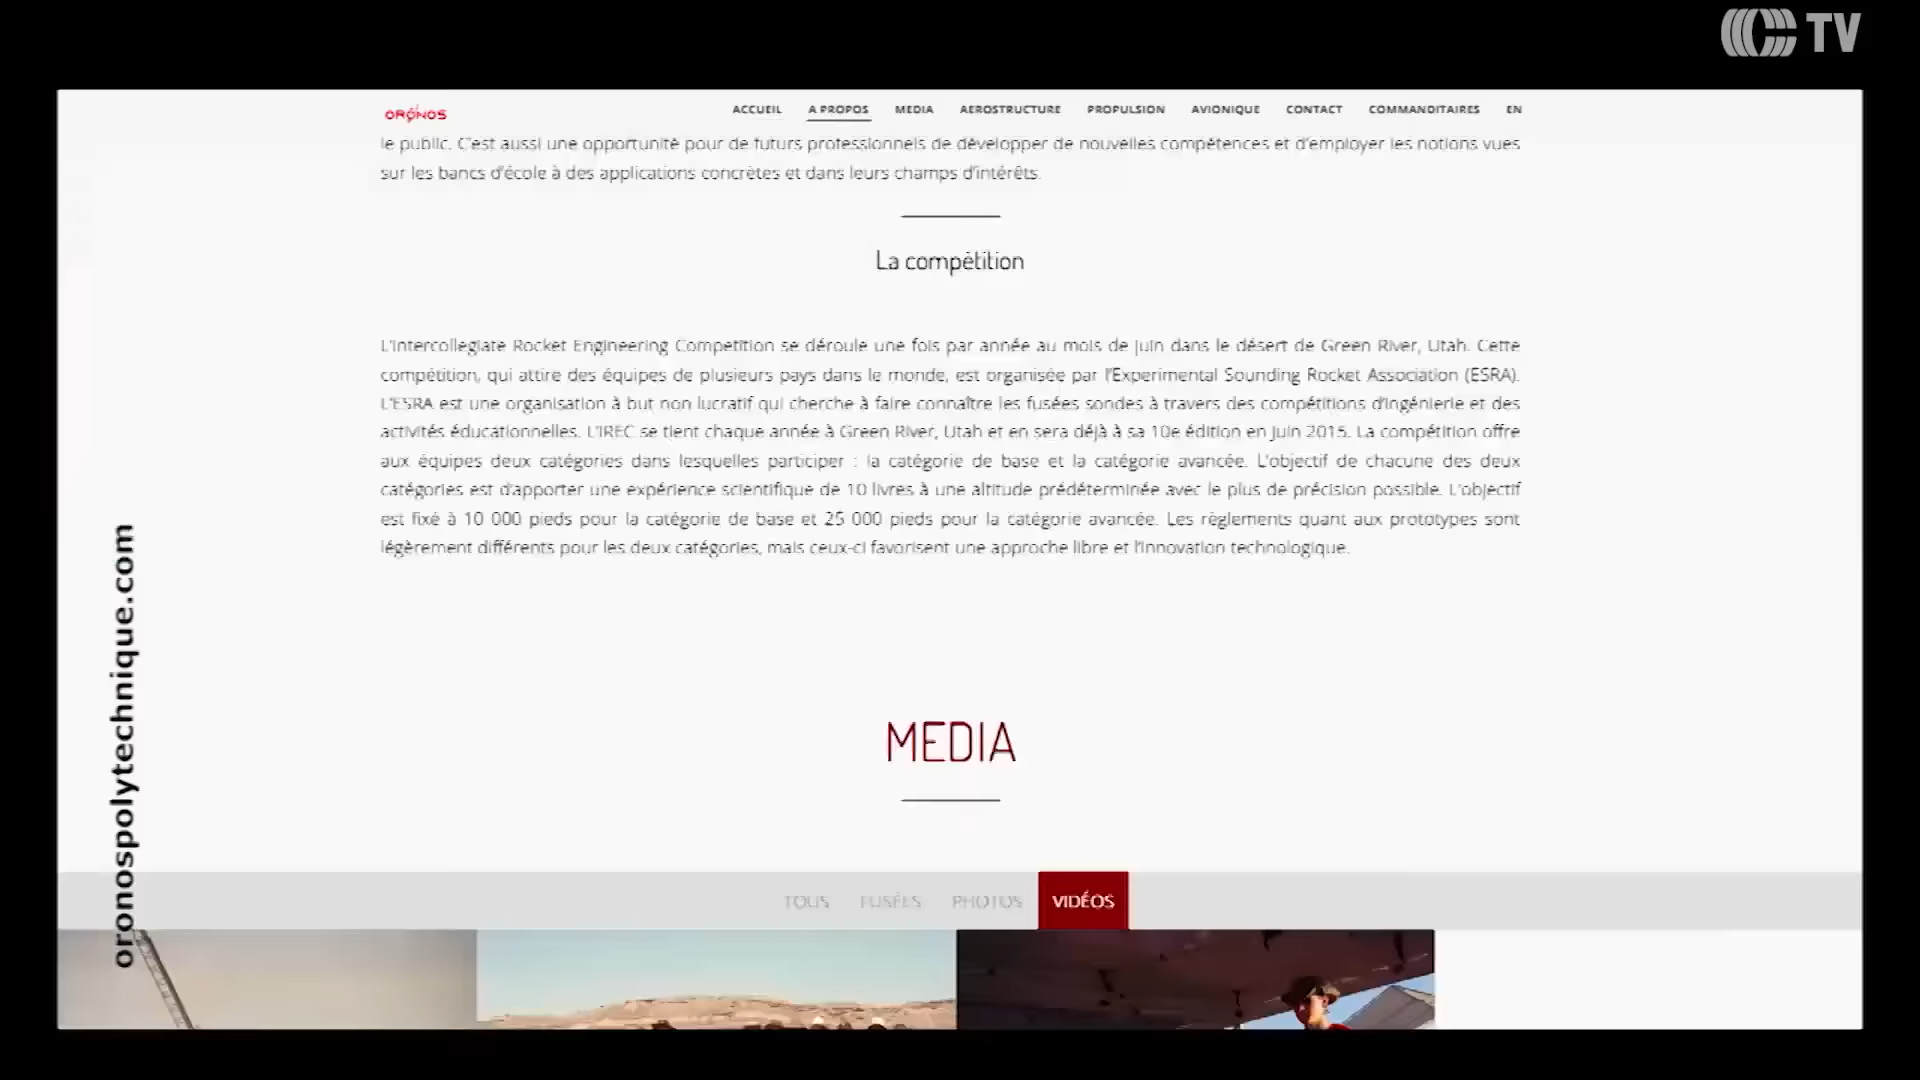 TV
ORONOS
ACCUEIL A PROPOS MEDIA AEROSTRUCTURE PROPULSION AVIONIQUE CONTACT COMMANDITAIRES EN
le public. C'est aussi une opportunité pour de futurs professionnels de développer de nouvelles compétences et d'employer les notions vues
sur les bancs d'école à des applications concrètes et dans leurs champs d'intérêts.
La compétition
L'Intercollegiate Rocket Engineering Competition se déroule une fois par année au mois de juin dans le désert de Green River, Utah. Cette
compétition, qui attire des équipes de plusieurs pays dans le monde, est organisée par l'Experimental Sounding Rocket Association (ESRA).
L'ESRA est une organisation à but non lucratif qui cherche à faire connaître les fusées sondes à travers des compétitions d'ingénierie et des
activités éducationnelles. L'IREC se tient chaque année à Green River, Utah et en sera déjà à sa 10e édition en juin 2015. La compétition offre
aux équipes deux catégories dans lesquelles participer : la catégorie de base et la catégorie avancée. L'objectif de chacune des deux
catégories est d'apporter une expérience scientifique de 10 livres à une altitude prédéterminée avec le plus de précision possible. L'objectif
est fixé à 10 000 pieds pour la catégorie de base et 25 000 pieds pour la catégorie avancée. Les règlements quant aux prototypes sont
légèrement différents pour les deux catégories, mais ceux-ci favorisent une approche libre et l'innovation technologique.
oronospolytechnique.com
MEDIA
TOUS FUSÉES PHOTOS VIDÉOS